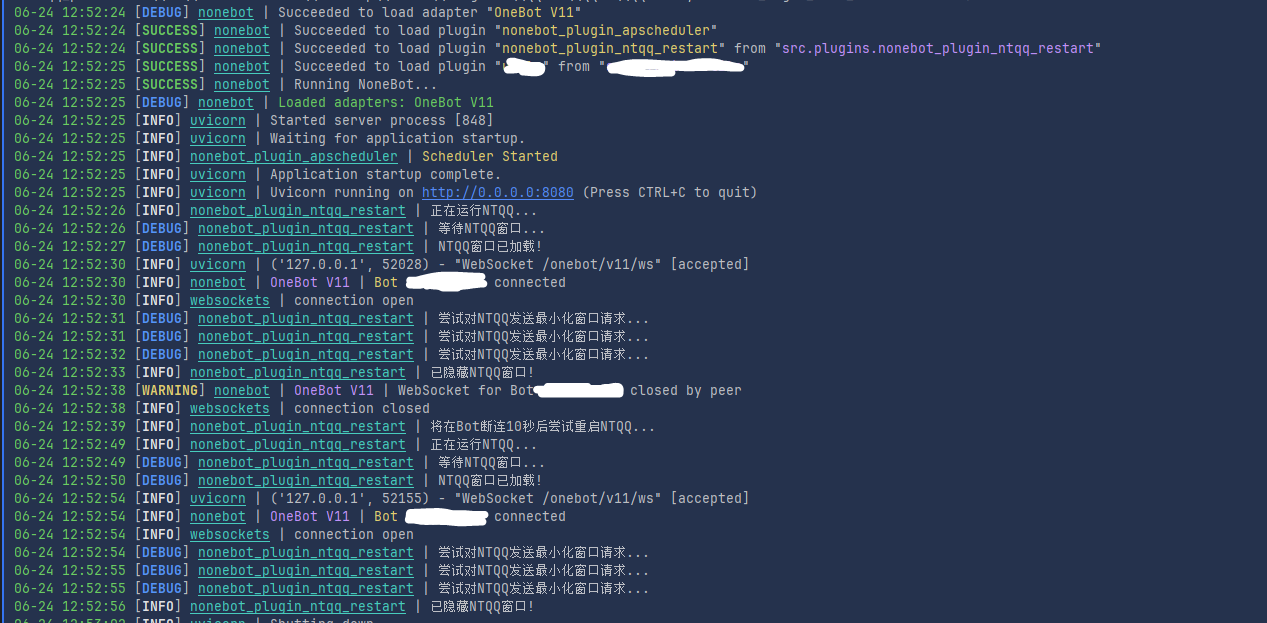 06-24 12:52:24 [DEBUG] nonebot | Succeeded to load adapter "OneBot V11"
06-24 12:52:24 [SUCCESS] nonebot | Succeeded to load plugin "nonebot_plugin_apscheduler"
06-24 12:52:24 [SUCCESS] nonebot | Succeeded to load plugin "nonebot_plugin_ntqq_restart" from "src.plugins.nonebot_plugin_ntqq_restart"
06-24 12:52:25 [SUCCESS] nonebot | Succeeded to load plugin "" from ""
06-24 12:52:25 [SUCCESS] nonebot | Running NoneBot...
06-24 12:52:25 [DEBUG] nonebot | Loaded adapters: OneBot V11
06-24 12:52:25 [INFO] uvicorn | Started server process [848]
06-24 12:52:25 [INFO] uvicorn | Waiting for application startup.
06-24 12:52:25 [INFO] nonebot_plugin_apscheduler | Scheduler Started
06-24 12:52:25 [INFO] uvicorn | Application startup complete.
06-24 12:52:25 [INFO] uvicorn | Uvicorn running on http://0.0.0.0:8080 (Press CTRL+C to quit)
06-24 12:52:26 [INFO] nonebot_plugin_ntqq_restart | 正在运行NTQQ...
06-24 12:52:26 [DEBUG] nonebot_plugin_ntqq_restart | 等待NTQQ窗口...
06-24 12:52:27 [DEBUG] nonebot_plugin_ntqq_restart | NTQQ窗口已加载!
06-24 12:52:30 [INFO] uvicorn | ('127.0.0.1', 52028) - "WebSocket /onebot/v11/ws" [accepted]
06-24 12:52:30 [INFO] nonebot | OneBot V11 | Bot connected
06-24 12:52:30 [INFO] websockets | connection open
06-24 12:52:31 [DEBUG] nonebot_plugin_ntqq_restart | 尝试对NTQQ发送最小化窗口请求...
06-24 12:52:31 [DEBUG] nonebot_plugin_ntqq_restart | 尝试对NTQQ发送最小化窗口请求...
06-24 12:52:32 [DEBUG] nonebot_plugin_ntqq_restart | 尝试对NTQQ发送最小化窗口请求...
06-24 12:52:33 [INFO] nonebot_plugin_ntqq_restart | 已隐藏NTQQ窗口!
06-24 12:52:38 [WARNING] nonebot | OneBot V11 | WebSocket for Bot closed by peer
06-24 12:52:38 [INFO] websockets | connection closed
06-24 12:52:39 [INFO] nonebot_plugin_ntqq_restart | 将在Bot断连10秒后尝试重启NTQQ...
06-24 12:52:49 [INFO] nonebot_plugin_ntqq_restart | 正在运行NTQQ...
06-24 12:52:49 [DEBUG] nonebot_plugin_ntqq_restart | 等待NTQQ窗口...
06-24 12:52:50 [DEBUG] nonebot_plugin_ntqq_restart | NTQQ窗口已加载!
06-24 12:52:54 [INFO] uvicorn | ('127.0.0.1', 52155) - "WebSocket /onebot/v11/ws" [accepted]
06-24 12:52:54 [INFO] nonebot | OneBot V11 | Bot connected
06-24 12:52:54 [INFO] websockets | connection open
06-24 12:52:54 [DEBUG] nonebot_plugin_ntqq_restart | 尝试对NTQQ发送最小化窗口请求...
06-24 12:52:55 [DEBUG] nonebot_plugin_ntqq_restart | 尝试对NTQQ发送最小化窗口请求...
06-24 12:52:55 [DEBUG] nonebot_plugin_ntqq_restart | 尝试对NTQQ发送最小化窗口请求...
06-24 12:52:56 [INFO] nonebot_plugin_ntqq_restart | 已隐藏NTQQ窗口!